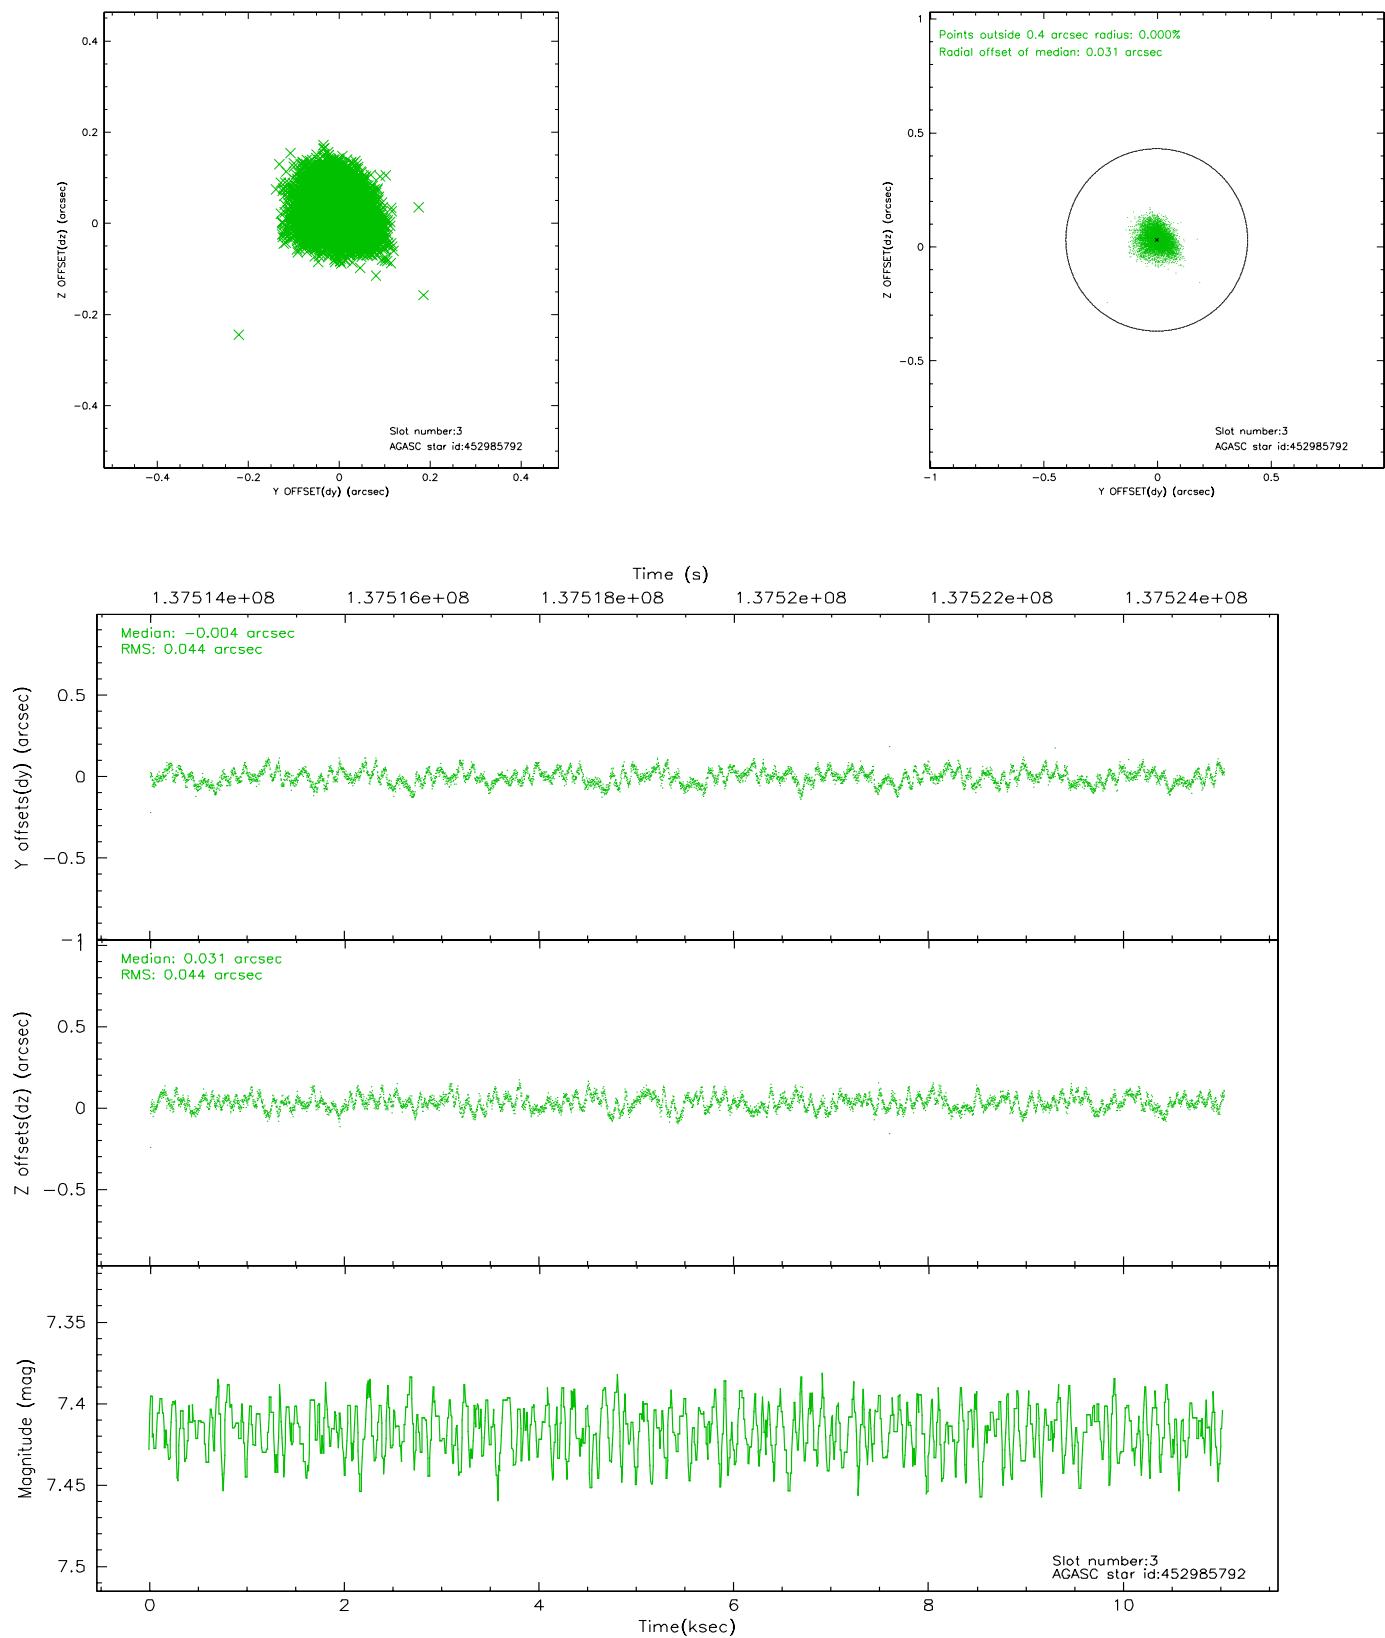 0.4
0.2
0
−0.2
−0.4
Z OFFSET(dz) (arcsec)
Slot number:3
AGASC star id:452985792
−0.4 −0.2 0 0.2 0.4
Y OFFSET(dy) (arcsec)
Points outside 0.4 arcsec radius: 0.000%
Radial offset of median: 0.031 arcsec
1
0.5
0
−0.5
Z OFFSET(dz) (arcsec)
Slot number:3
AGASC star id:452985792
−1 −0.5 0 0.5
Y OFFSET(dy) (arcsec)
Time (s)
1.37514e+08 1.37516e+08 1.37518e+08 1.3752e+08 1.37522e+08 1.37524e+08
Median: −0.004 arcsec
RMS: 0.044 arcsec
0.5
0
−0.5
−1
Y offsets(dy) (arcsec)
Median: 0.031 arcsec
RMS: 0.044 arcsec
1
0.5
0
−0.5
Z offsets(dz) (arcsec)
7.35
7.4
7.45
7.5
Magnitude (mag)
Slot number:3
AGASC star id:452985792
0 2 4 6 8 10
Time(ksec)